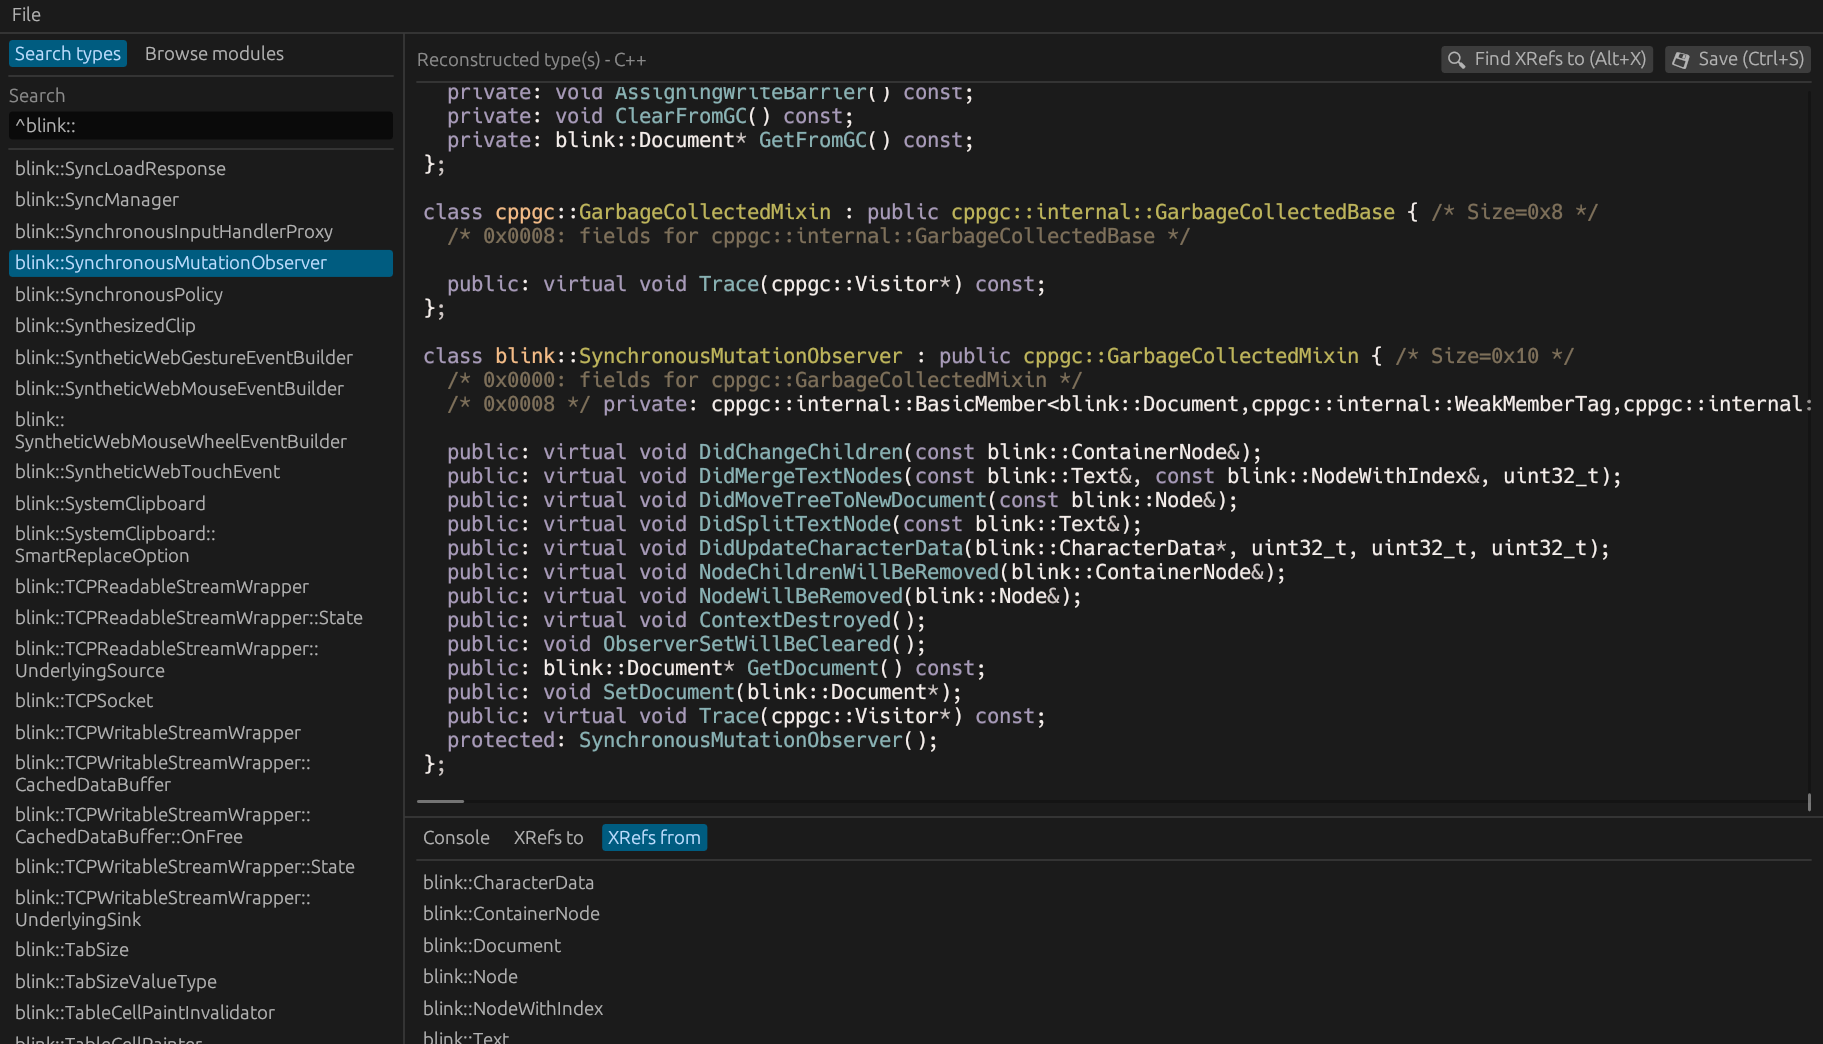 File
Search types Browse modules
Search
^blink::
blink::SyncLoadResponse
blink::SyncManager
blink::SynchronousInputHandlerProxy
blink::SynchronousMutationObserver
blink::SynchronousPolicy
blink::SynthesizedClip
blink::SyntheticWebGestureEventBuilder
blink::SyntheticWebMouseEventBuilder
blink::
SyntheticWebMouseWheelEventBuilder
blink::SyntheticWebTouchEvent
blink::SystemClipboard
blink::SystemClipboard::
SmartReplaceOption
blink::TCPReadableStreamWrapper
blink::TCPReadableStreamWrapper::State
blink::TCPReadableStreamWrapper::
UnderlyingSource
blink::TCPSocket
blink::TCPWritableStreamWrapper
blink::TCPWritableStreamWrapper::
CachedDataBuffer
blink::TCPWritableStreamWrapper::
CachedDataBuffer::OnFree
blink::TCPWritableStreamWrapper::State
blink::TCPWritableStreamWrapper::
UnderlyingSink
blink::TabSize
blink::TabSizeValueType
blink::TableCellPaintInvalidator
blink::TableCellPainter
Reconstructed type(s) - C++
Find XRefs to (Alt+X)
Save (Ctrl+S)
private: void AssigningWriteBarrier() const;
private: void ClearFromGC() const;
private: blink::Document* GetFromGC() const;
};
class cppgc::GarbageCollectedMixin : public cppgc::internal::GarbageCollectedBase { /* Size=0x8 */
/* 0x0008: fields for cppgc::internal::GarbageCollectedBase */
public: virtual void Trace(cppgc::Visitor*) const;
};
class blink::SynchronousMutationObserver : public cppgc::GarbageCollectedMixin { /* Size=0x10 */
/* 0x0000: fields for cppgc::GarbageCollectedMixin */
/* 0x0008 */ private: cppgc::internal::BasicMember<blink::Document,cppgc::internal::WeakMemberTag,cppgc::internal:
public: virtual void DidChangeChildren(const blink::ContainerNode&);
public: virtual void DidMergeTextNodes(const blink::Text&, const blink::NodeWithIndex&, uint32_t);
public: virtual void DidMoveTreeToNewDocument(const blink::Node&);
public: virtual void DidSplitTextNode(const blink::Text&);
public: virtual void DidUpdateCharacterData(blink::CharacterData*, uint32_t, uint32_t, uint32_t);
public: virtual void NodeChildrenWillBeRemoved(blink::ContainerNode&);
public: virtual void NodeWillBeRemoved(blink::Node&);
public: virtual void ContextDestroyed();
public: void ObserverSetWillBeCleared();
public: blink::Document* GetDocument() const;
public: void SetDocument(blink::Document*);
public: virtual void Trace(cppgc::Visitor*) const;
protected: SynchronousMutationObserver();
};
Console XRefs to XRefs from
blink::CharacterData
blink::ContainerNode
blink::Document
blink::Node
blink::NodeWithIndex
blink::Text